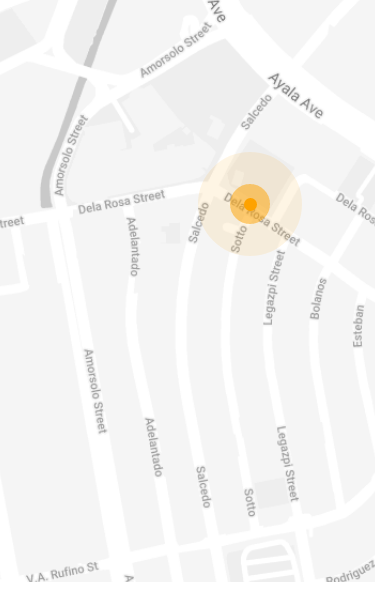 Ave
Amorsolo Street
Ayala Ave
Salcedo
Amorsolo Street
Dela Rosa Street
Dela Rosa Street
Dela Ros
treet
Adelantado
Salcedo
Sotto
Legazpi Street
Bolanos
Esteban
Amorsolo Street
Adelantado
Salcedo
Sotto
Legazpi Street
V.A. Rufino St
A
Rodriguez